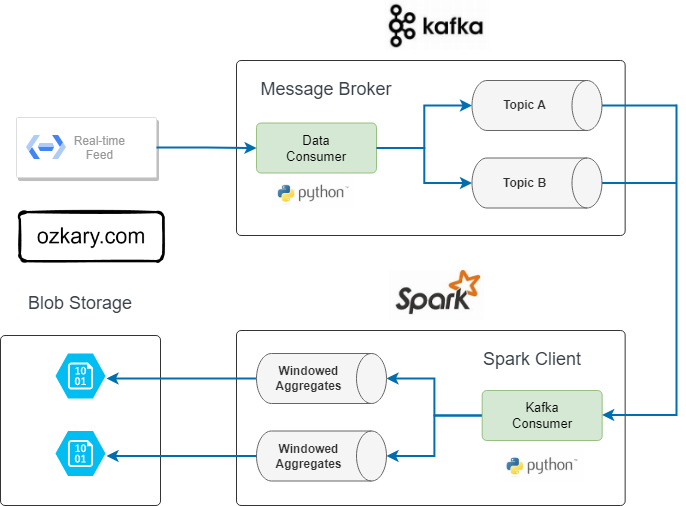 kafka
Message Broker
Topic A
Real-time
Feed
Data
Consumer
Topic B
python™
ozkary.com
Spark
Blob Storage
Spark Client
Windowed
Aggregates
10
01
Kafka
Consumer
Windowed
Aggregates
10
01
python™